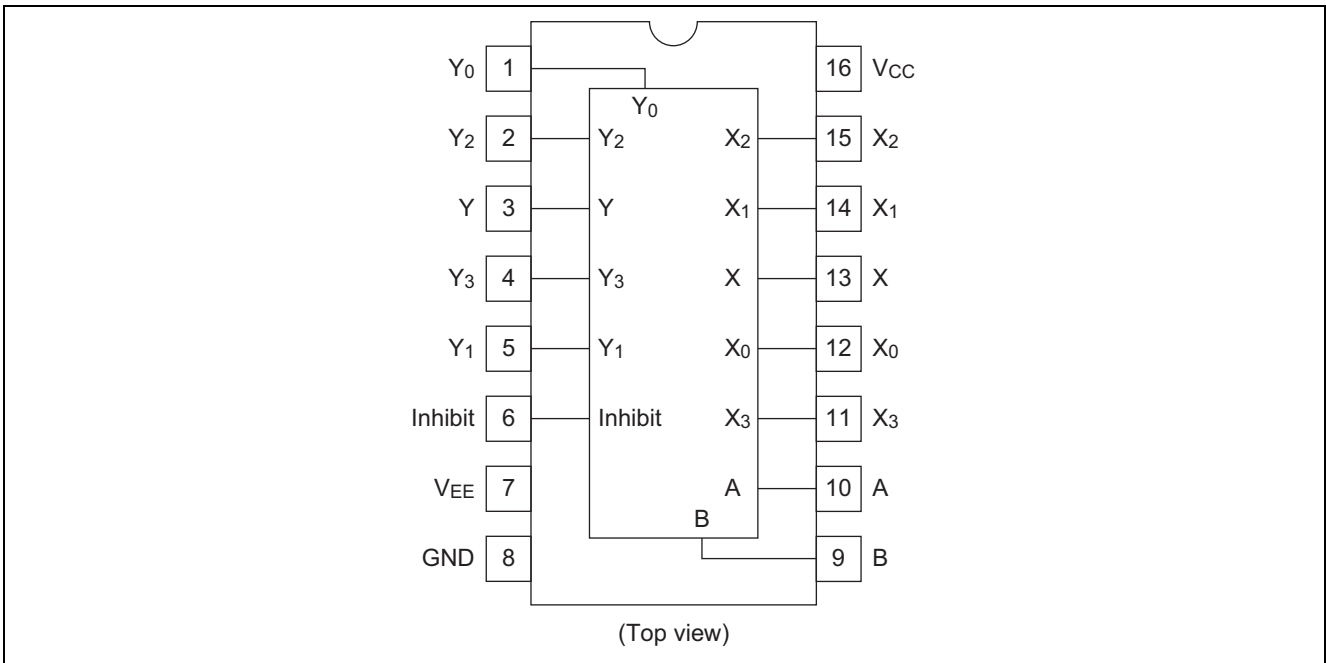 Y0 1 16 VCC
Y0
Y2 2 Y2 X2 15 X2
Y 3 Y X1 14 X1
Y3 4 Y3 X 13 X
Y1 5 Y1 X0 12 X0
Inhibit 6 Inhibit X3 11 X3
VEE 7 A 10 A
B
GND 8 9 B
(Top view)